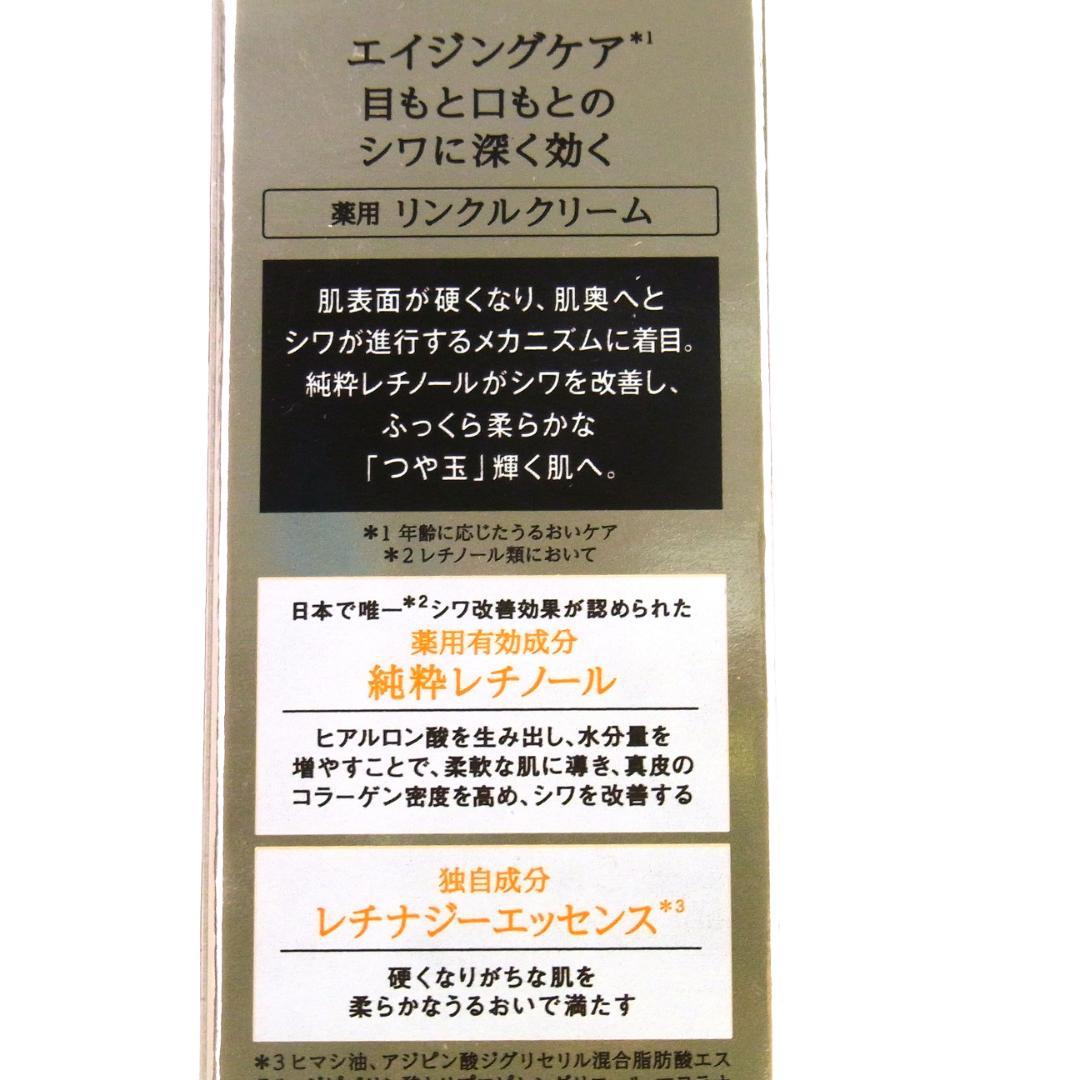 エイジングケア*1
目もと口もとの
シワに深く効く
薬用 リンクルクリーム
肌表面が硬くなり、肌奥へと
シワが進行するメカニズムに着目。
純粋レチノールがシワを改善し、
ふっくら柔らかな
「つや玉」輝く肌へ。
*1 年齢に応じたうるおいケア
*2 レチノール類において
日本で唯一*2シワ改善効果が認められた
薬用有効成分
純粋レチノール
ヒアルロン酸を生み出し、水分量を
増やすことで、柔軟な肌に導き、真皮の
コラーゲン密度を高め、シワを改善する
独自成分
レチナジーエッセンス*3
硬くなりがちな肌を
柔らかなうるおいで満たす
*3 ヒマシ油、アジピン酸ジグリセリル混合脂肪酸エス